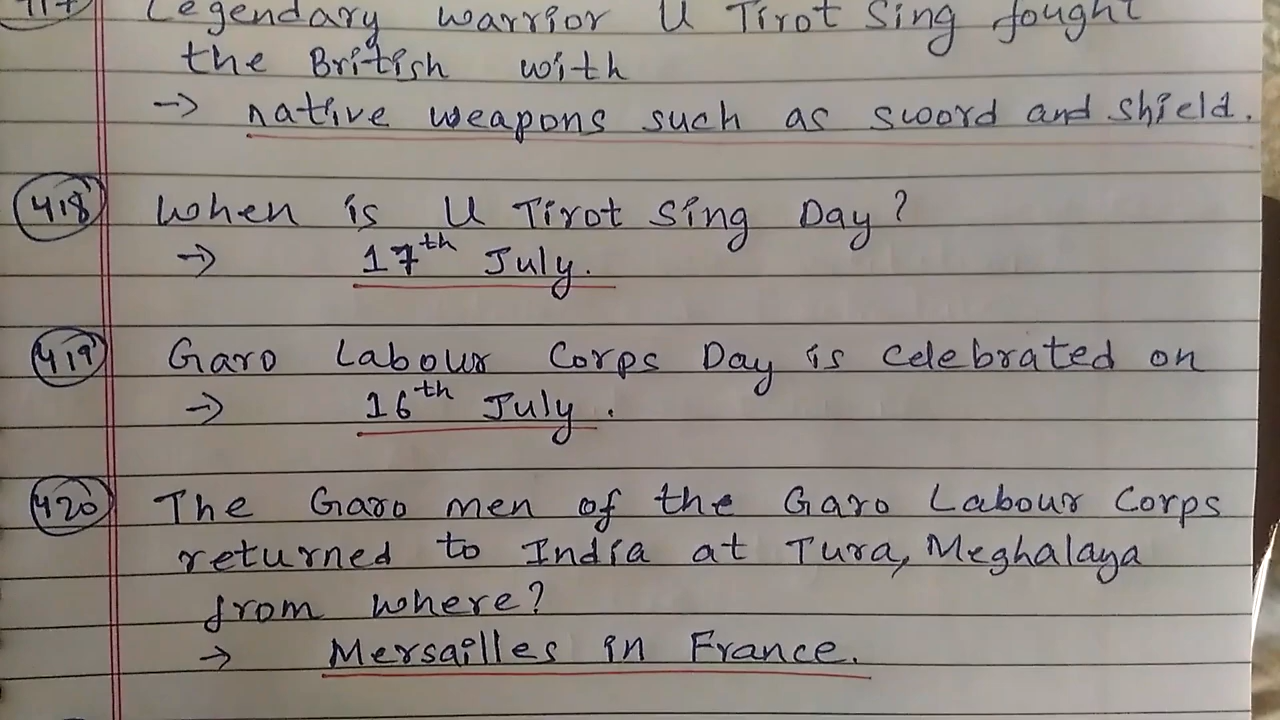 417 Legendary warrior U Tirot Sing fought
the British with
→ native weapons such as sword and shield.
418 When is U Tirot Sing Day?
→ 17th July.
419 Garo Labour Corps Day is celebrated on
→ 16th July.
420 The Garo men of the Garo Labour Corps
returned to India at Tura, Meghalaya
from where?
→ Mersailles in France.